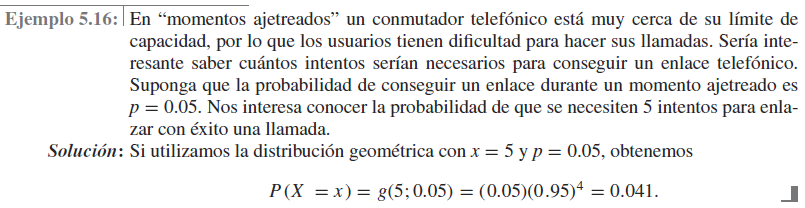 Ejemplo 5.16: En “momentos ajetreados” un conmutador telefónico está muy cerca de su límite de
capacidad, por lo que los usuarios tienen dificultad para hacer sus llamadas. Sería inte-
resante saber cuántos intentos serían necesarios para conseguir un enlace telefónico.
Suponga que la probabilidad de conseguir un enlace durante un momento ajetreado es
p = 0.05. Nos interesa conocer la probabilidad de que se necesiten 5 intentos para enla-
zar con éxito una llamada.
Solución: Si utilizamos la distribución geométrica con x = 5 y p = 0.05, obtenemos
P(X = x) = g(5; 0.05) = (0.05)(0.95)⁴ = 0.041.